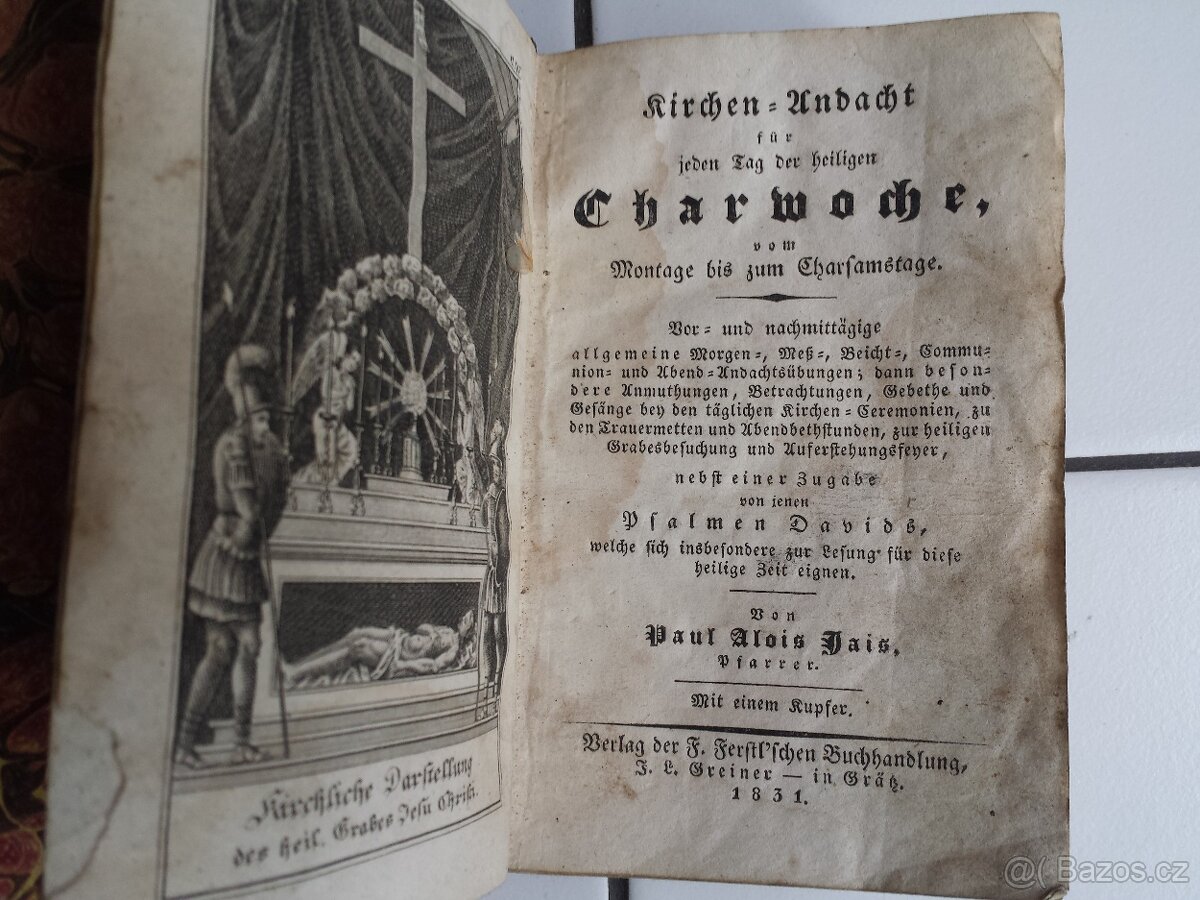 Kirchliche Darstellung
des heil. Grabes Jesu Christi.
Kirchen-Andacht
für
jeden Tag der heiligen
Charwoche,
vom
Montage bis zum Charsamstage.
Vor- und nachmittägige
allgemeine Morgen-, Meß-, Beicht-, Commu-
nion- und Abend-Andachtsübungen; dann beson-
dere Anmuthungen, Betrachtungen, Gebethe und
Gesänge bey den täglichen Kirchen-Ceremonien, zu
den Trauermetten und Abendbethstunden, zur heiligen
Grabesbesuchung und Auferstehungsfeyer,
nebst einer Zugabe
von jenen
Psalmen Davids,
welche sich insbesondere zur Lesung für diese
heilige Zeit eignen.
Von
Paul Alois Jais,
Pfarrer.
Mit einem Kupfer.
Verlag der F. Ferstl'schen Buchhandlung,
J. L. Greiner — in Grätz.
1831.
Bazos.cz